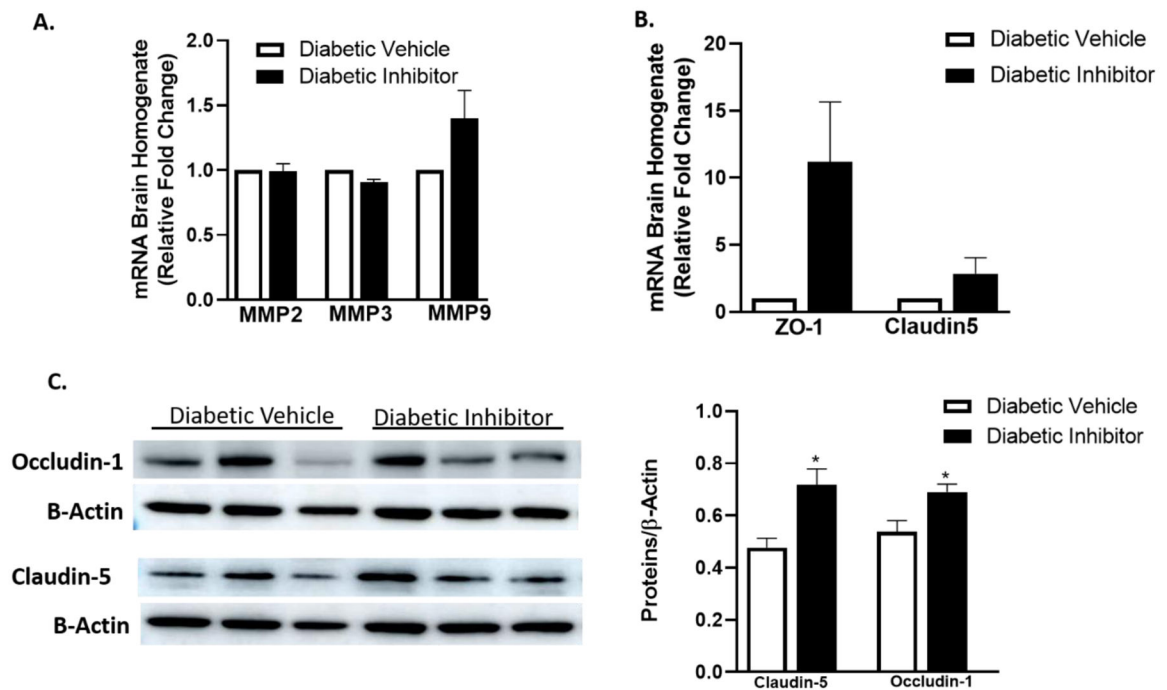 A.
mRNA Brain Homogenate
(Relative Fold Change)
2.0
1.5
1.0
0.5
0.0
Diabetic Vehicle
Diabetic Inhibitor
MMP2 MMP3 MMP9
B.
mRNA Brain Homogenate
(Relative Fold Change)
20
15
10
5
0
Diabetic Vehicle
Diabetic Inhibitor
ZO-1 Claudin5
C.
Diabetic Vehicle Diabetic Inhibitor
Occludin-1
B-Actin
Claudin-5
B-Actin
Proteins/β-Actin
1.0
0.8
0.6
0.4
0.2
0.0
Diabetic Vehicle
Diabetic Inhibitor
* *
Claudin-5 Occludin-1